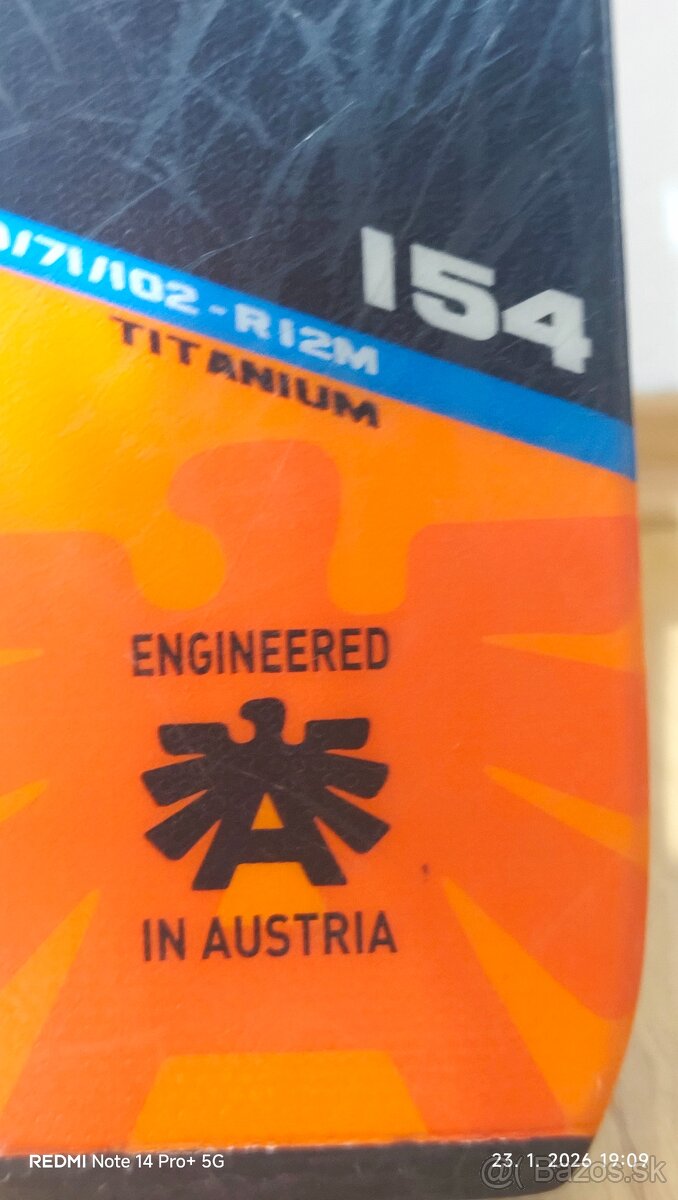 154
/71/102 - R12M
TITANIUM
ENGINEERED
A
IN AUSTRIA
REDMI Note 14 Pro+ 5G
23. 1. 2026 19:09
@( Bazos.sk